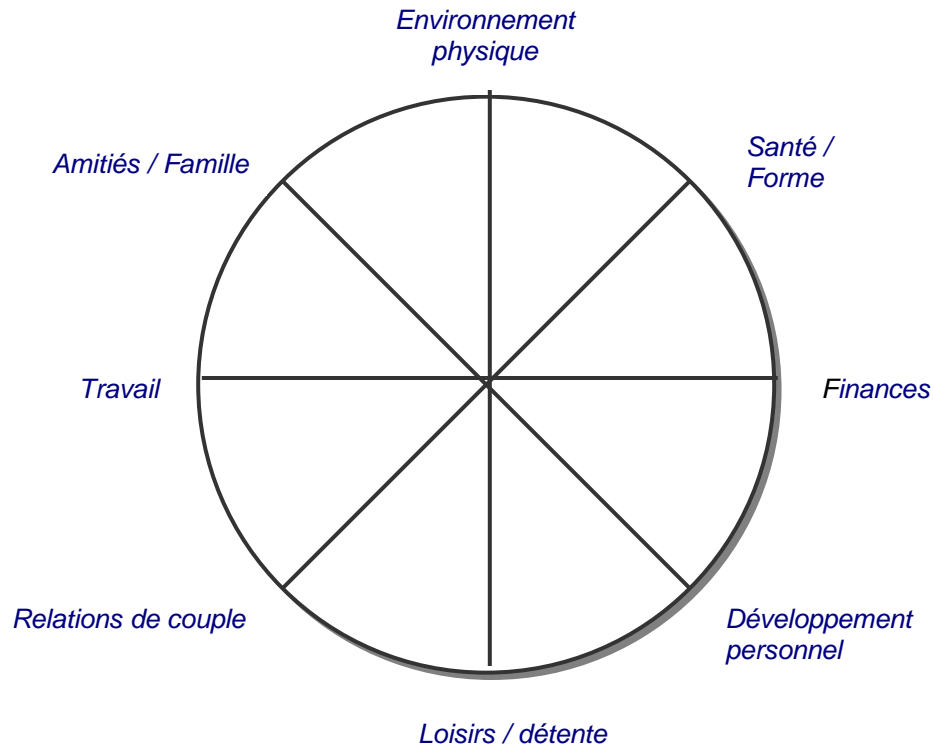 Environnement
physique
Santé /
Forme
Amitiés / Famille
Travail
Finances
Relations de couple
Développement
personnel
Loisirs / détente